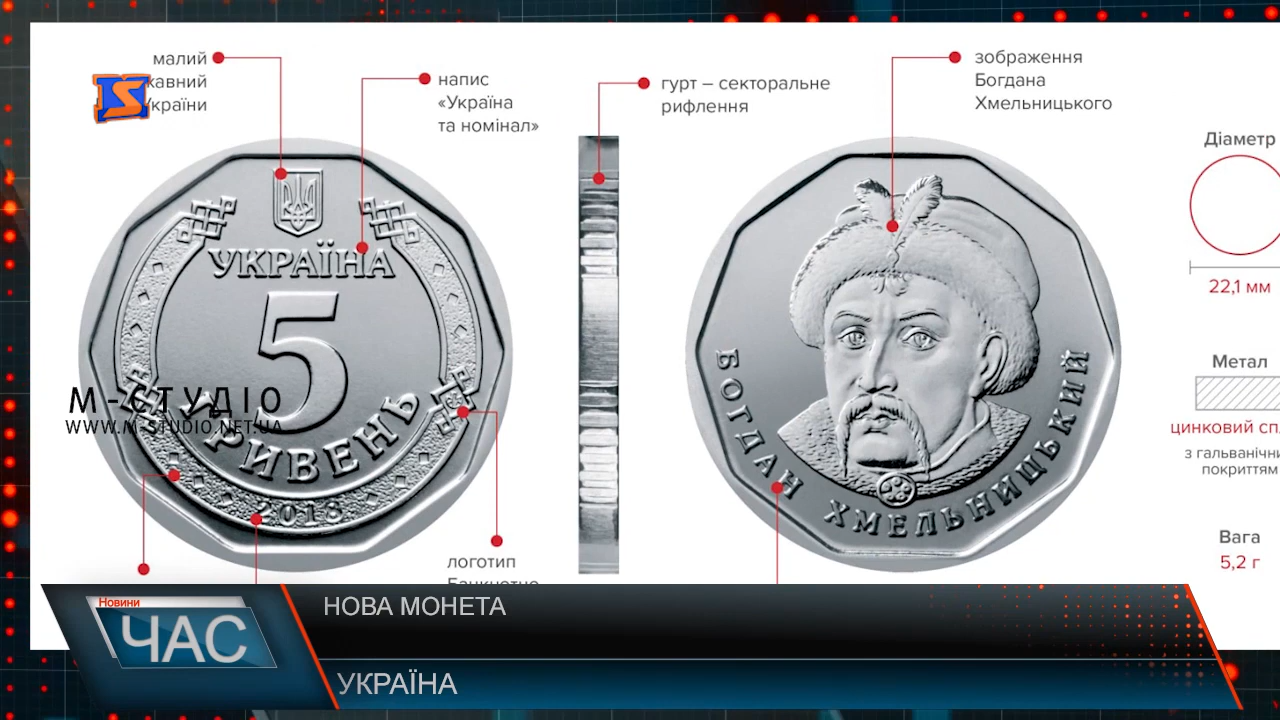 малий
жавний
країни
напис
«Україна
та номінал»
гурт – секторальне
рифлення
зображення
Богдана
Хмельницького
Діаметр
22,1 мм
Метал
цинковий
з гальванічн
покриттям
Вага
5,2 г
УКРАЇНА
5
ГРИВЕНЬ
2018
БОГДАН ХМЕЛЬНИЦЬКИЙ
М-СТУДІО
WWW.M-STUDIO.NET.UA
логотип
Банкнотно
Новини
ЧАС
НОВА МОНЕТА
УКРАЇНА